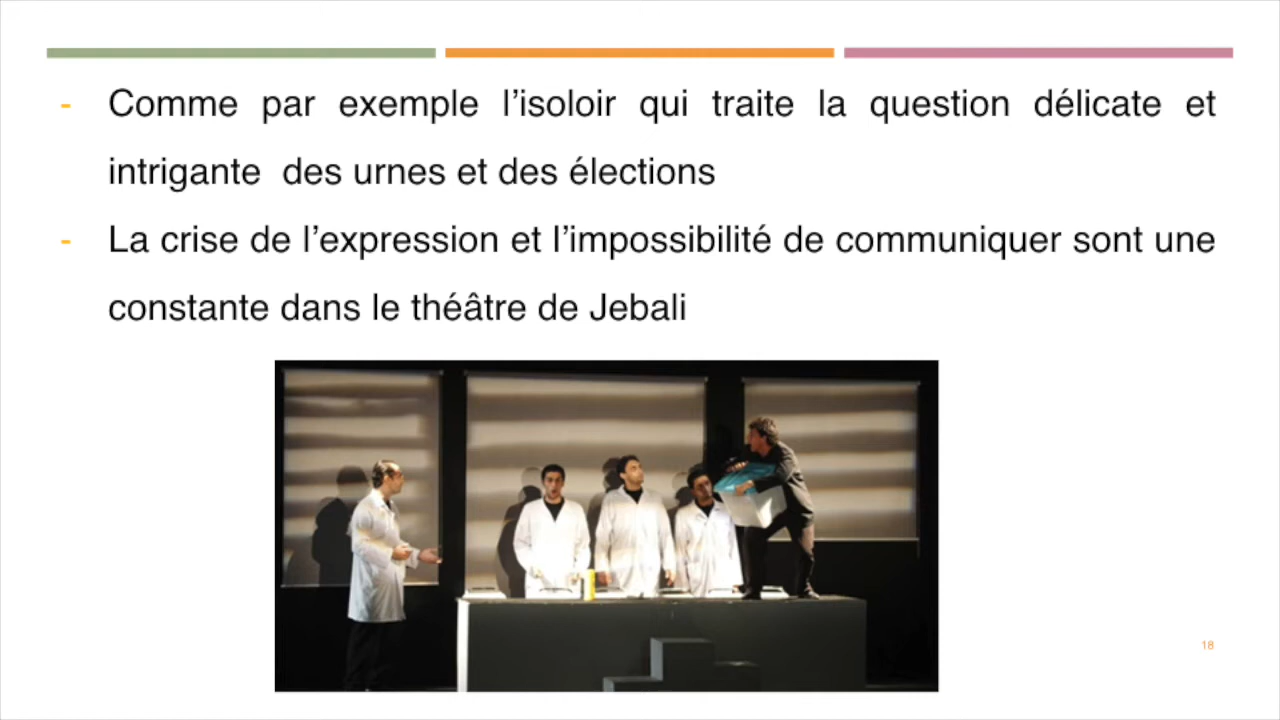 - Comme par exemple l’isoloir qui traite la question délicate et
intrigante  des urnes et des élections
- La crise de l’expression et l’impossibilité de communiquer sont une
constante dans le théâtre de Jebali
18